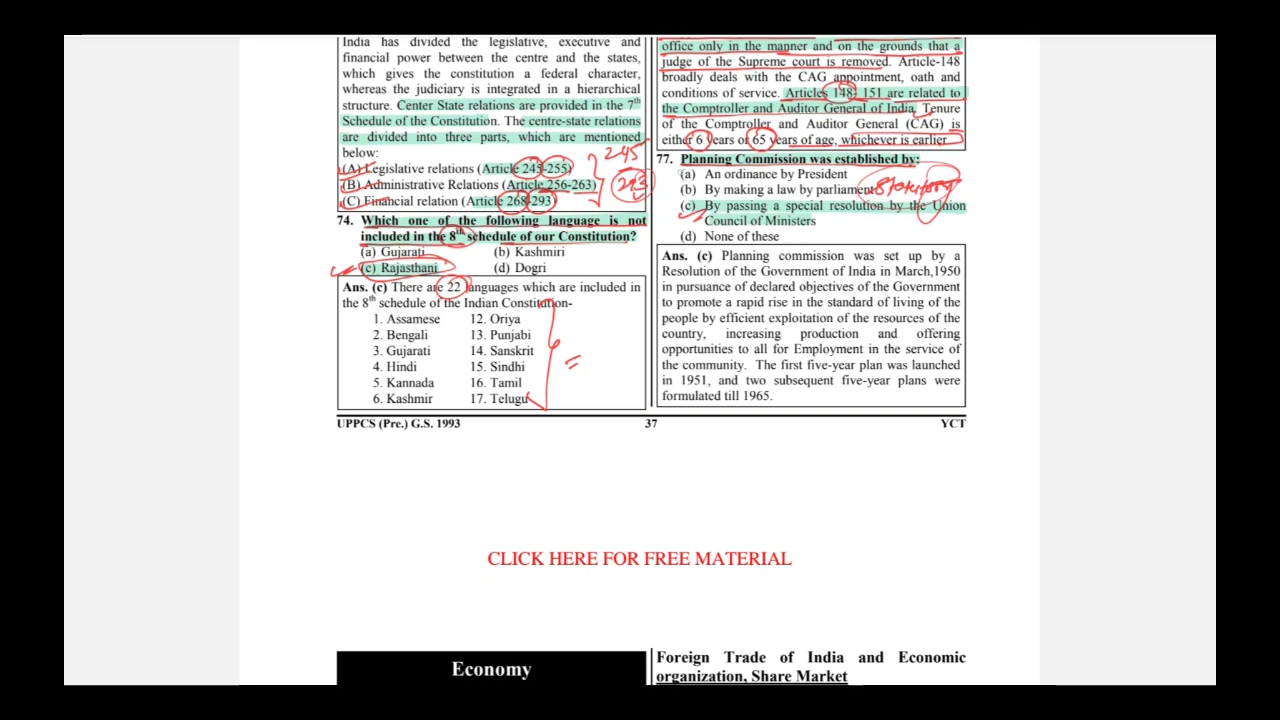 India has divided the legislative, executive and
financial power between the centre and the states,
which gives the constitution a federal character,
whereas the judiciary is integrated in a hierarchical
structure. Center State relations are provided in the 7th
Schedule of the Constitution. The centre-state relations
are divided into three parts, which are mentioned
below:
(A) Legislative relations (Article 245-255)
(B) Administrative Relations (Article 256-263)
(C) Financial relation (Article 268-293)
245
293
74. Which one of the following language is not
included in the 8th schedule of our Constitution?
(a) Gujarati (b) Kashmiri
(c) Rajasthani (d) Dogri
Ans. (c) There are 22 languages which are included in
the 8th schedule of the Indian Constitution-
1. Assamese 12. Oriya
2. Bengali 13. Punjabi
3. Gujarati 14. Sanskrit
4. Hindi 15. Sindhi
5. Kannada 16. Tamil
6. Kashmir 17. Telugu
office only in the manner and on the grounds that a
judge of the Supreme court is removed. Article-148
broadly deals with the CAG appointment, oath and
conditions of service. Articles 148- 151 are related to
the Comptroller and Auditor General of India. Tenure
of the Comptroller and Auditor General (CAG) is
either 6 years or 65 years of age, whichever is earlier
77. Planning Commission was established by:
(a) An ordinance by President
(b) By making a law by parliament
(c) By passing a special resolution by the Union
Council of Ministers
(d) None of these
Ans. (c) Planning commission was set up by a
Resolution of the Government of India in March,1950
in pursuance of declared objectives of the Government
to promote a rapid rise in the standard of living of the
people by efficient exploitation of the resources of the
country, increasing production and offering
opportunities to all for Employment in the service of
the community. The first five-year plan was launched
in 1951, and two subsequent five-year plans were
formulated till 1965.
UPPCS (Pre.) G.S. 1993 37 YCT
CLICK HERE FOR FREE MATERIAL
Economy
Foreign Trade of India and Economic
organization, Share Market